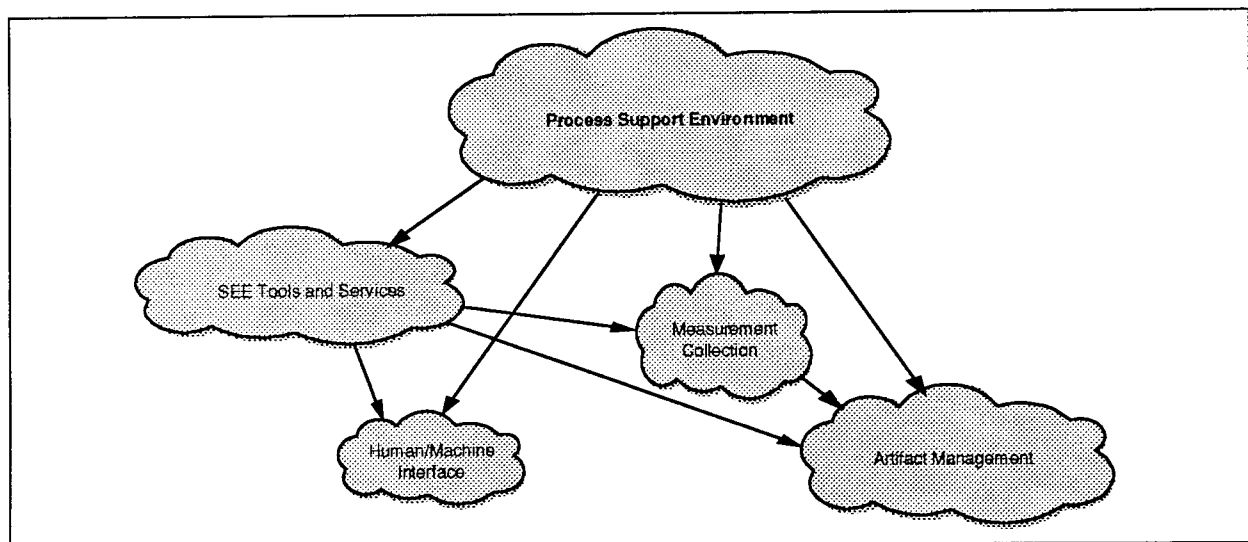 Process Support Environment
SEE Tools and Services
Measurement
Collection
Human/Machine
Interface
Artifact Management